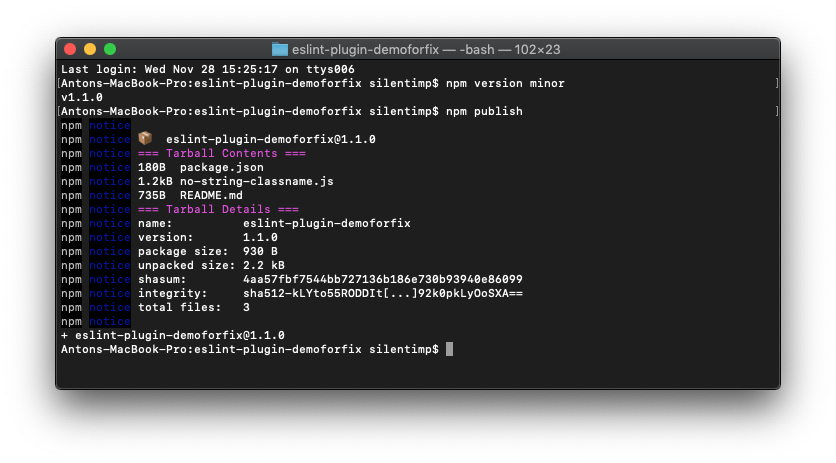 eslint-plugin-demoforfix — -bash — 102×23
Last login: Wed Nov 28 15:25:17 on ttys006
[Antons-MacBook-Pro:eslint-plugin-demoforfix silentimp$ npm version minor ]
v1.1.0
[Antons-MacBook-Pro:eslint-plugin-demoforfix silentimp$ npm publish ]
npm notice
npm notice 📦 eslint-plugin-demoforfix@1.1.0
npm notice === Tarball Contents ===
npm notice 180B package.json
npm notice 1.2kB no-string-classname.js
npm notice 735B README.md
npm notice === Tarball Details ===
npm notice name: eslint-plugin-demoforfix
npm notice version: 1.1.0
npm notice package size: 930 B
npm notice unpacked size: 2.2 kB
npm notice shasum: 4aa57fbf7544bb727136b186e730b93940e86099
npm notice integrity: sha512-kLYto55RODDIt[...]92k0pkLyOoSXA==
npm notice total files: 3
npm notice
+ eslint-plugin-demoforfix@1.1.0
Antons-MacBook-Pro:eslint-plugin-demoforfix silentimp$